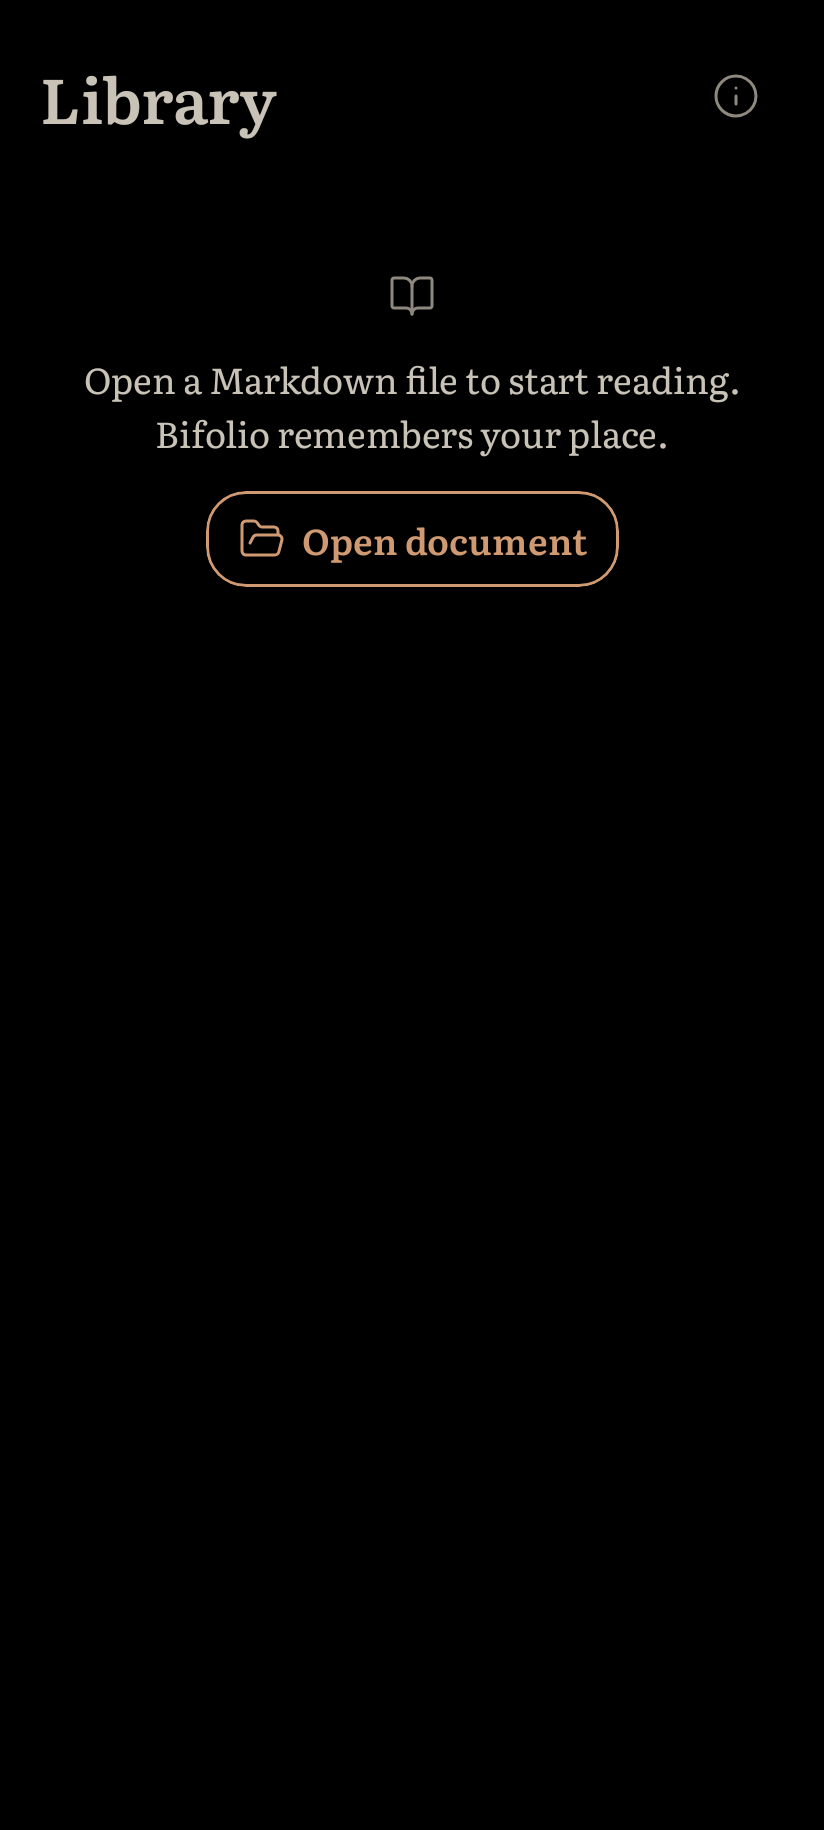 Library
Open a Markdown file to start reading.
Bifolio remembers your place.
Open document